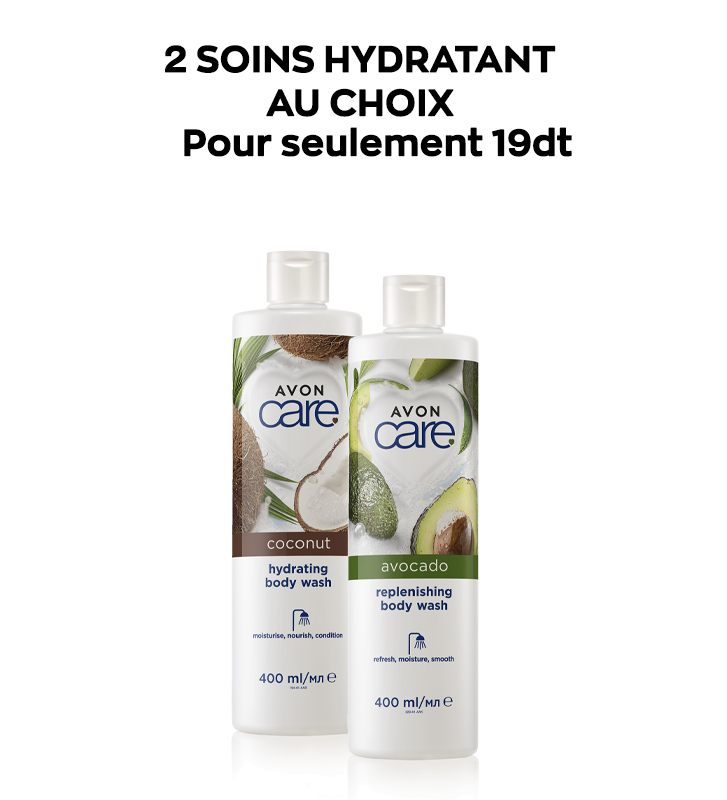 2 SOINS HYDRATANT
AU CHOIX
Pour seulement 19dt
AVON
care
coconut
hydrating
body wash
moisturise, nourish, condition
400 ml/мл ℮
AVON
care
avocado
replenishing
body wash
refresh, moisture, smooth
400 ml/мл ℮